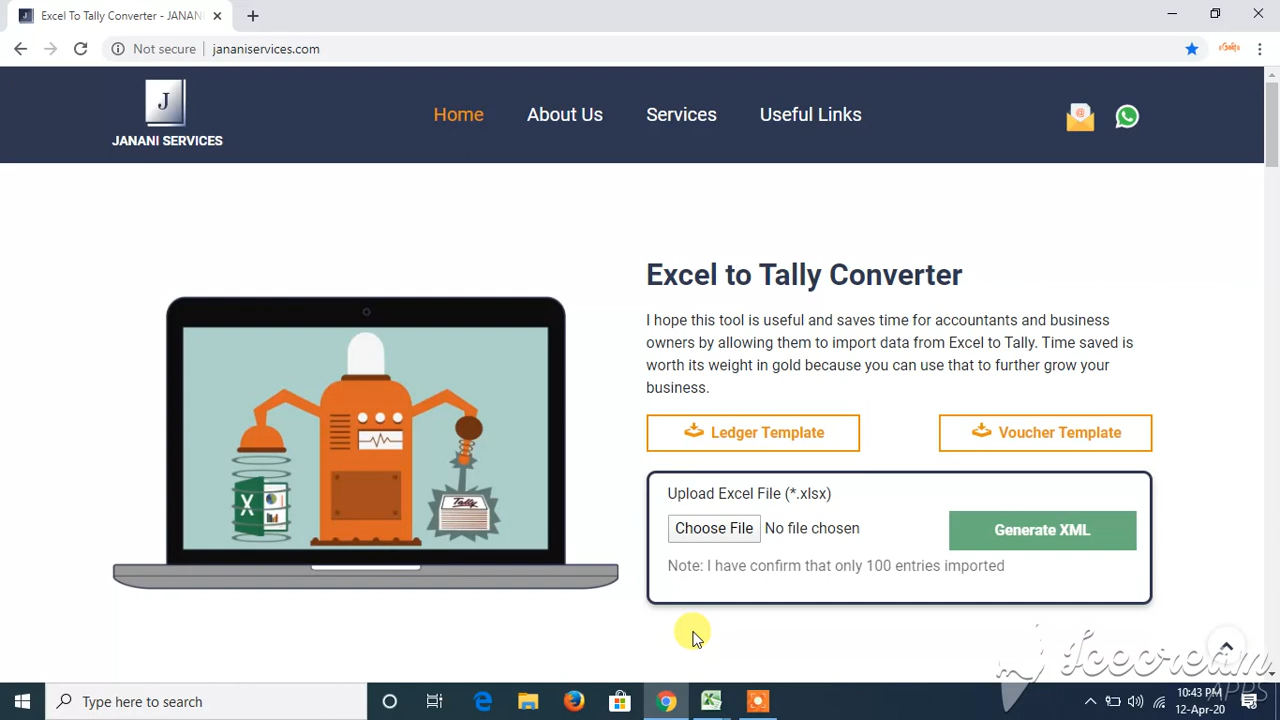 Excel To Tally Converter - JANANI
Not secure
jananiservices.com
J
JANANI SERVICES
Home
About Us
Services
Useful Links
Excel to Tally Converter
I hope this tool is useful and saves time for accountants and business
owners by allowing them to import data from Excel to Tally. Time saved is
worth its weight in gold because you can use that to further grow your
business.
Ledger Template
Voucher Template
Upload Excel File (*.xlsx)
Choose File No file chosen
Generate XML
Note: I have confirm that only 100 entries imported
X
Tally
Icecream
APPS
Type here to search
10:43 PM
12-Apr-20